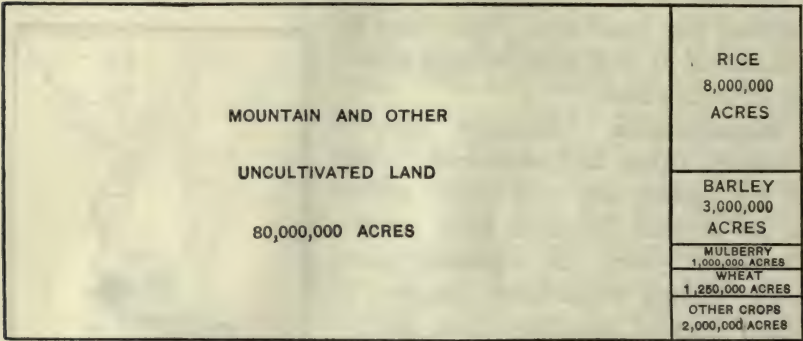 MOUNTAIN AND OTHER
UNCULTIVATED LAND
80,000,000 ACRES
RICE
8,000,000
ACRES
BARLEY
3,000,000
ACRES
MULBERRY
1,000,000 ACRES
WHEAT
1,250,000 ACRES
OTHER CROPS
2,000,000 ACRES